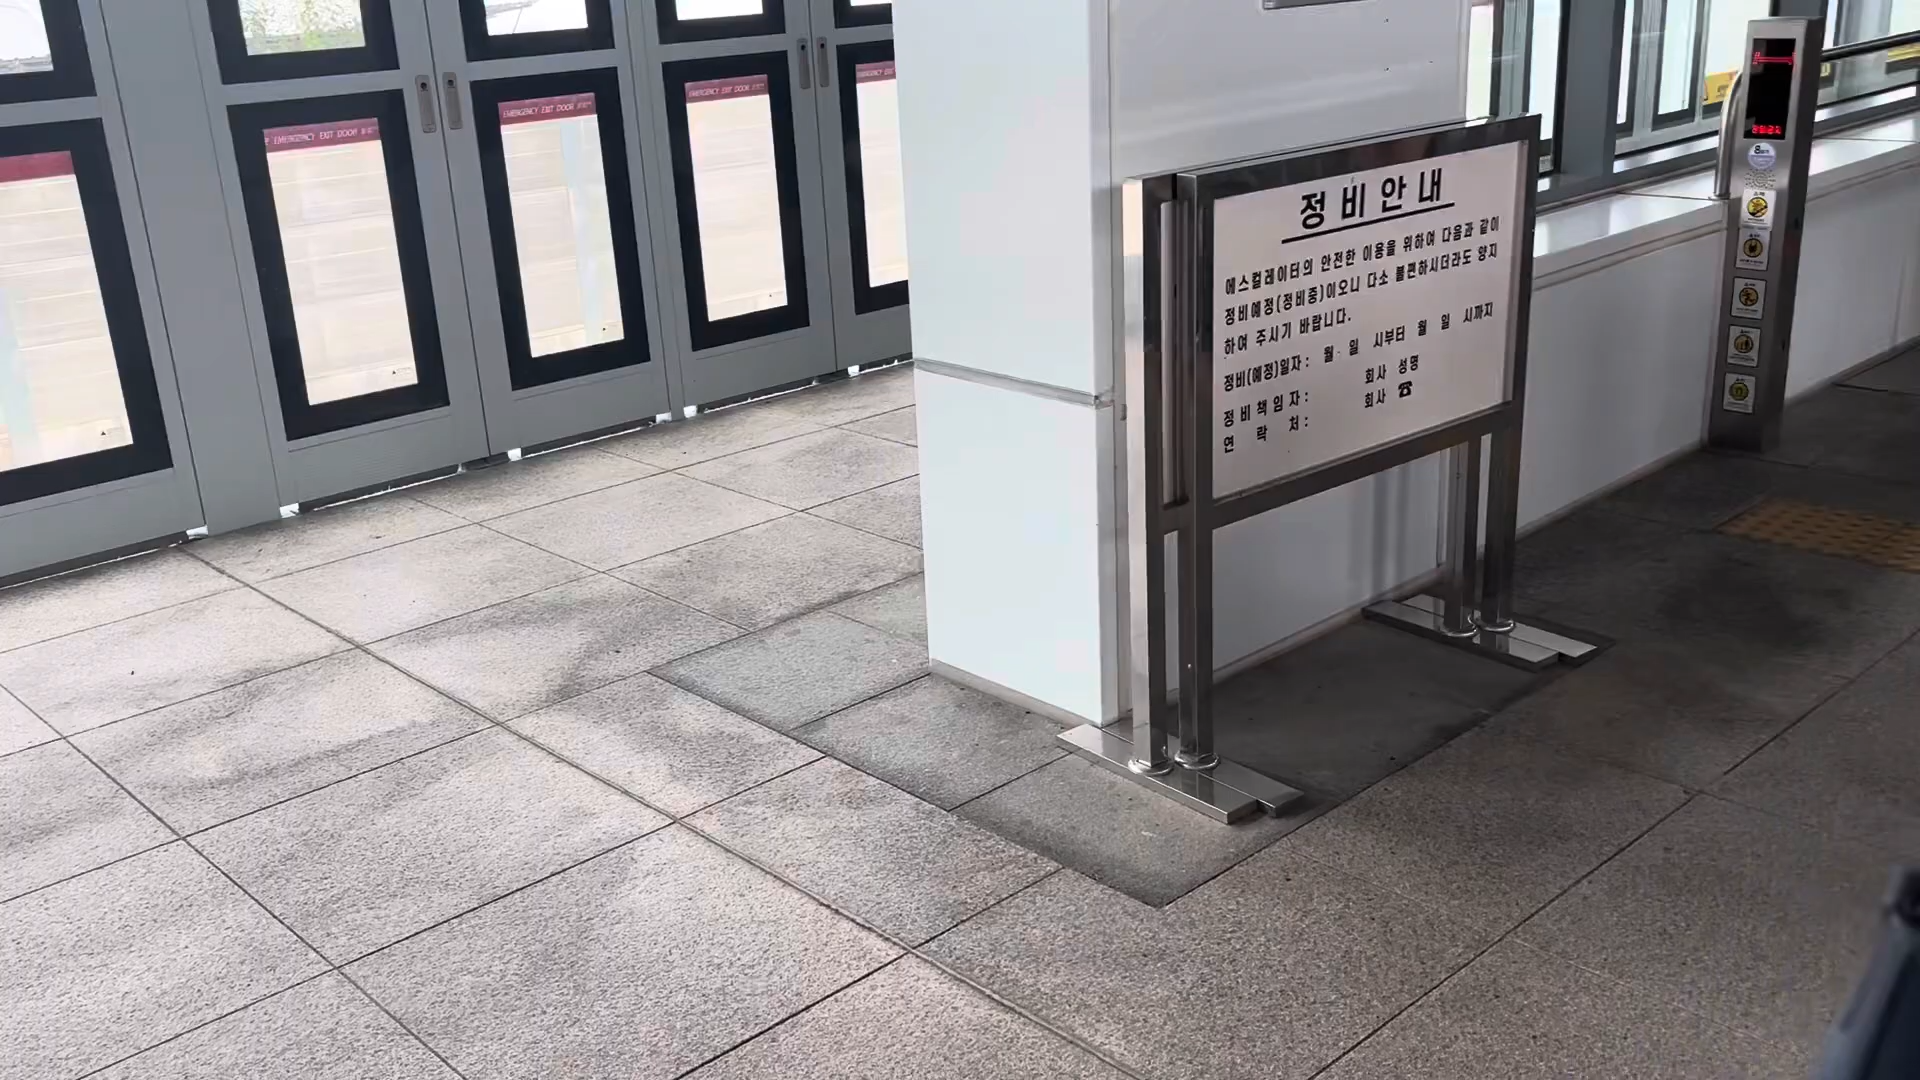 EMERGENCY EXIT DOOR
EMERGENCY EXIT DOOR
EMERGENCY EXIT DOOR
EMERGENCY EXIT
정비안내
에스컬레이터의 안전한 이용을 위하여 다음과 같이
정비예정(정비중)이오니 다소 불편하시더라도 양지
하여 주시기 바랍니다.
정비(예정)일자 : 월 일 시부터 월 일 시까지
정비책임자 : 회사 성명
연 락 처 : 회사 ☎